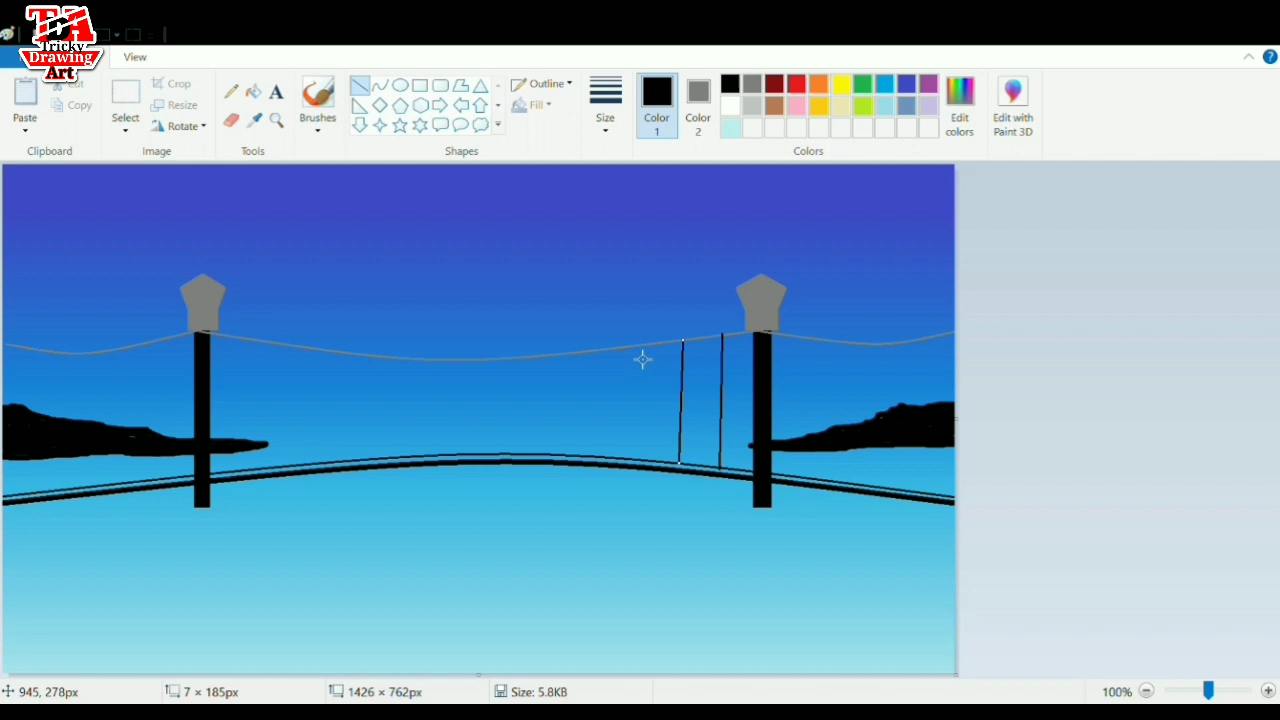 TA
Tricky
Drawing
Art
View
Paste
Cut
Copy
Clipboard
Select
Crop
Resize
Rotate
Image
A
Tools
Brushes
Shapes
Outline
Fill
Size
Color
1
Color
2
Colors
Edit
colors
Edit with
Paint 3D
?
945, 278px
7 × 185px
1426 × 762px
Size: 5.8KB
100%